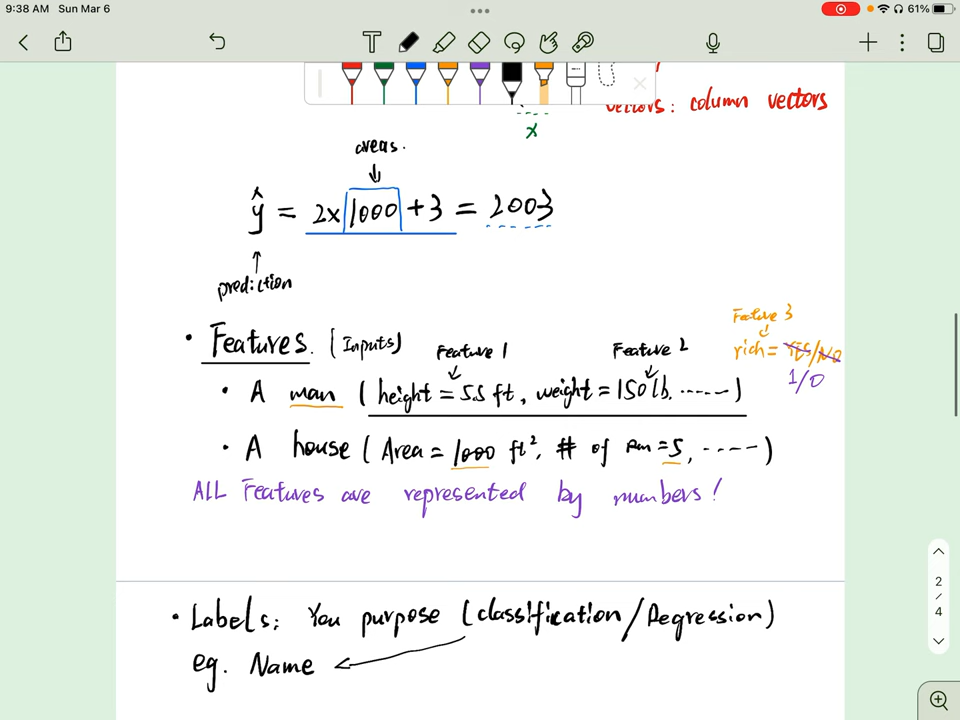 9:38 AM Sun Mar 6
61%
T
vectors: column vectors
x
areas.
ŷ = 2x 1000 + 3 = 2003
prediction
Feature 3
• Features. (Inputs)
Feature 1
Feature 2
rich = YES/NO
1/0
• A man (height = 5.5 ft, weight = 150 lb. ......)
• A house (Area = 1000 ft², # of Rm = 5, ......)
ALL Features are represented by numbers!
• Labels: You purpose (classification/Regression)
eg. Name
2
/
4